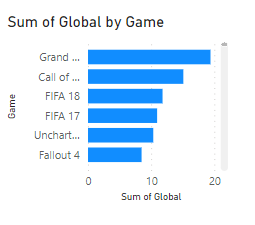 Sum of Global by Game
Grand ...
Call of ...
FIFA 18
FIFA 17
Unchart...
Fallout 4
Game
0 10 20
Sum of Global